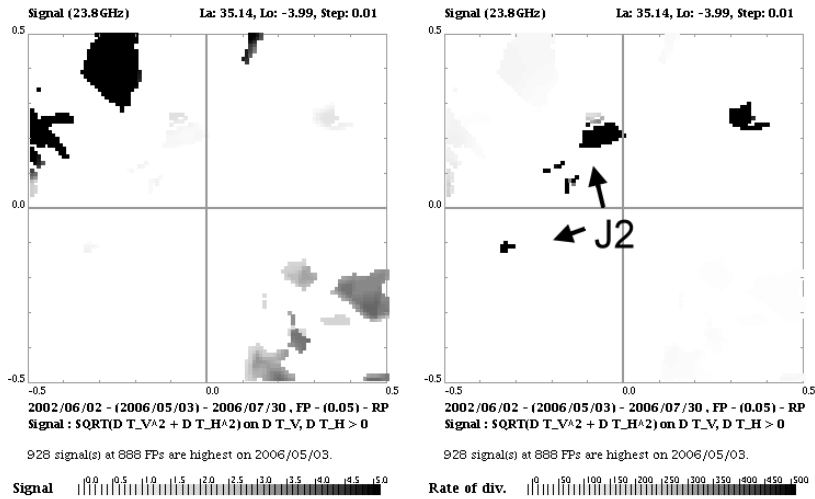 Signal (23.8GHz) La: 35.14, Lo: -3.99, Step: 0.01
0.5
0.0
-0.5
-0.5 0.0 0.5
2002/06/02 - (2006/05/03) - 2006/07/30 , FP - (0.05) - RP
Signal : SQRT(D T_V^2 + D T_H^2) on D T_V, D T_H > 0
928 signal(s) at 888 FPs are highest on 2006/05/03.
Signal 0.0 0.5 1.0 1.5 2.0 2.5 3.0 3.5 4.0 4.5 5.0
Signal (23.8GHz) La: 35.14, Lo: -3.99, Step: 0.01
0.5
0.0
J2
-0.5
-0.5 0.0 0.5
2002/06/02 - (2006/05/03) - 2006/07/30 , FP - (0.05) - RP
Signal : SQRT(D T_V^2 + D T_H^2) on D T_V, D T_H > 0
928 signal(s) at 888 FPs are highest on 2006/05/03.
Rate of div. 0 50 100 150 200 250 300 350 400 450 500